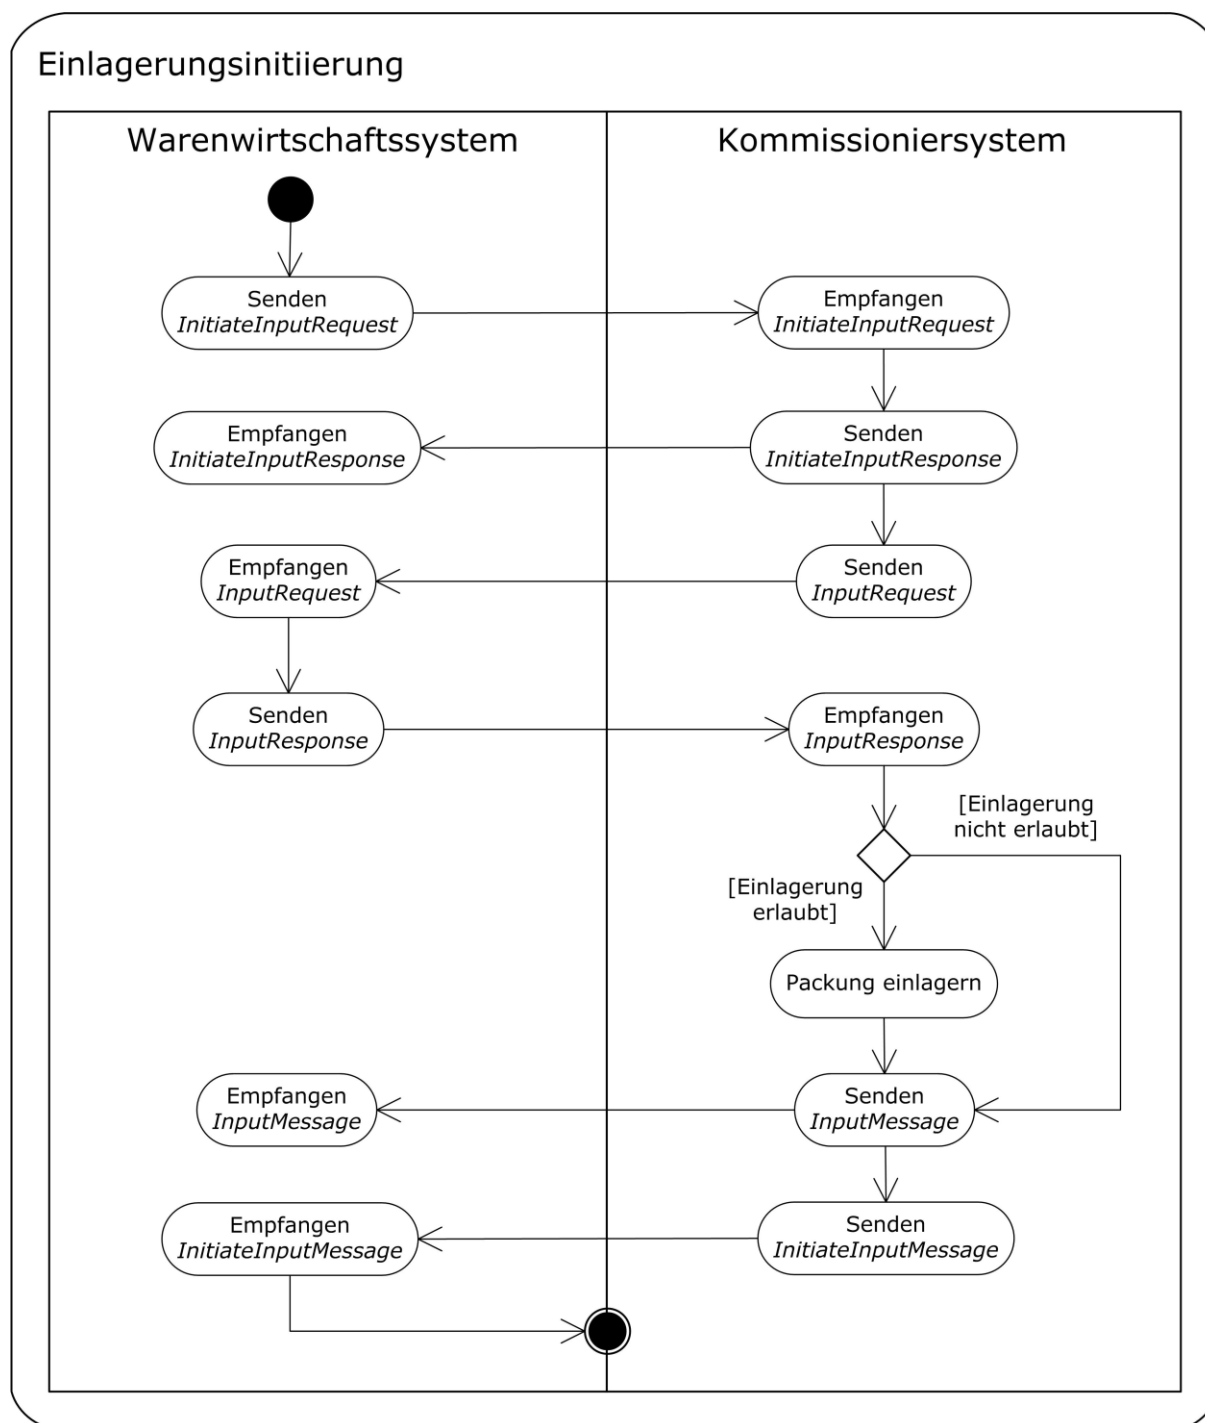 Einlagerungsinitiierung
Warenwirtschaftssystem
Kommissioniersystem
Senden
InitiateInputRequest
Empfangen
InitiateInputRequest
Empfangen
InitiateInputResponse
Senden
InitiateInputResponse
Empfangen
InputRequest
Senden
InputRequest
Senden
InputResponse
Empfangen
InputResponse
[Einlagerung
nicht erlaubt]
[Einlagerung
erlaubt]
Packung einlagern
Empfangen
InputMessage
Senden
InputMessage
Empfangen
InitiateInputMessage
Senden
InitiateInputMessage